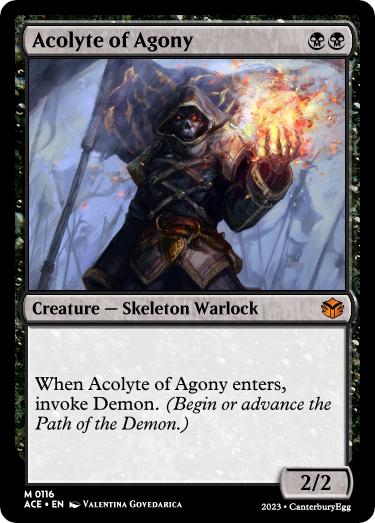 Acolyte of Agony
Creature — Skeleton Warlock
When Acolyte of Agony enters,
invoke Demon. (Begin or advance the
Path of the Demon.)
2/2
M 0116
ACE • EN VALENTINA GOVEDARICA
2023 • CanterburyEgg